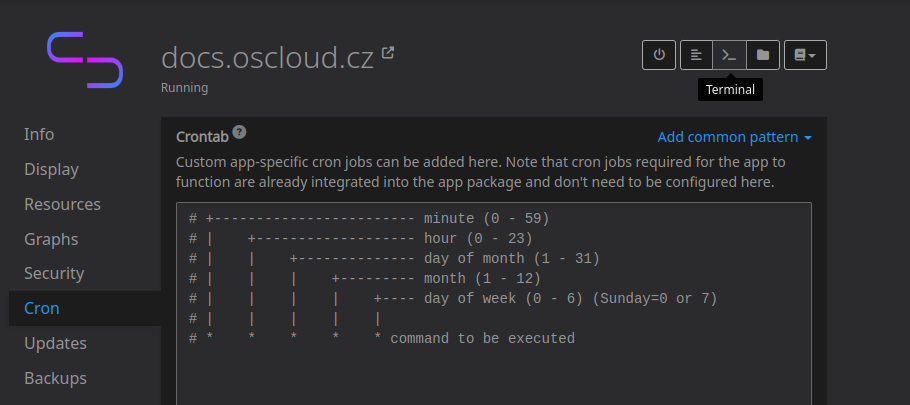 docs.oscloud.cz
Running
Terminal
Info
Display
Resources
Graphs
Security
Cron
Updates
Backups
Crontab ?
Add common pattern
Custom app-specific cron jobs can be added here. Note that cron jobs required for the app to
function are already integrated into the app package and don't need to be configured here.
# +------------------------ minute (0 - 59)
# |    +------------------- hour (0 - 23)
# |    |    +-------------- day of month (1 - 31)
# |    |    |    +--------- month (1 - 12)
# |    |    |    |    +---- day of week (0 - 6) (Sunday=0 or 7)
# |    |    |    |    |
# *    *    *    *    * command to be executed